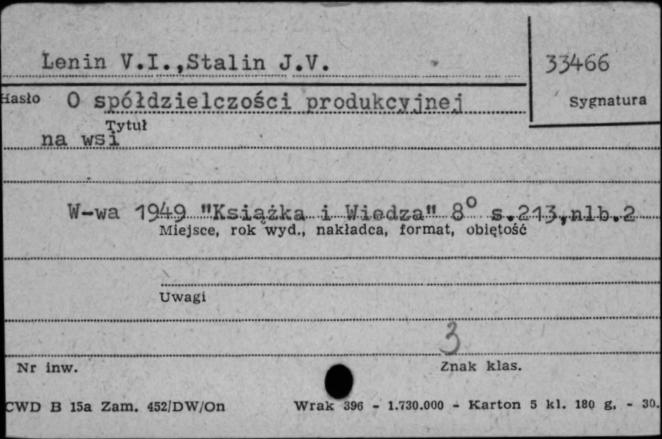 Lenin V.I.,Stalin J.V.
33466
Hasło O spółdzielczości produkcyjnej
Sygnatura
Tytuł
na wsi
W-wa 1949 "Książka i Wiedza" 8° s.213,nlb.2
Miejsce, rok wyd., nakładca, format, objętość
Uwagi
3
Nr inw.
Znak klas.
CWD B 15a Zam. 452/DW/On Wrak 396 - 1.730.000 - Karton 5 kl. 180 g. - 30.